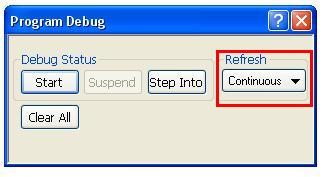 Program Debug
Debug Status
Refresh
Start Suspend Step Into Continuous
Clear All